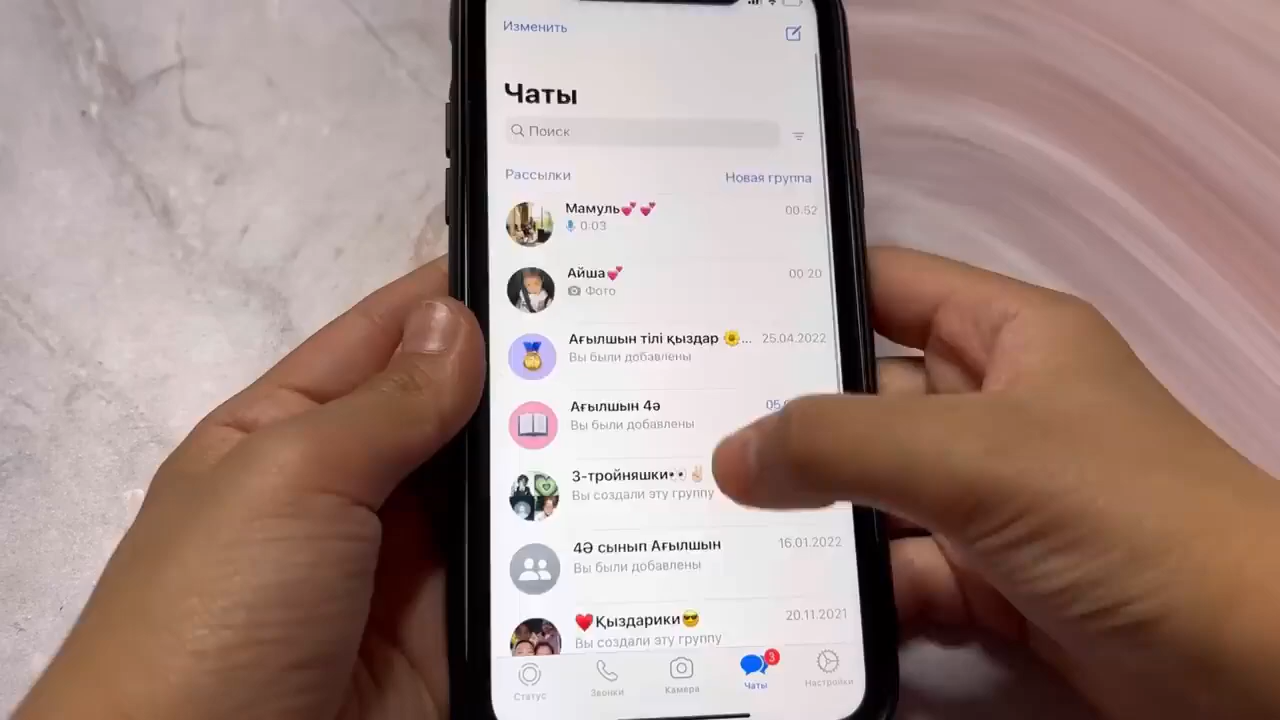 Изменить
Чаты
Поиск
Рассылки Новая группа
Мамуль💕💕 00:52
0:03
Айша💕 00:20
Фото
Ағылшын тілі қыздар 🌼... 25.04.2022
Вы были добавлены
Ағылшын 4ә
Вы были добавлены
3-тройняшки👀✌🏻
Вы создали эту группу
4Ә сынып Ағылшын 16.01.2022
Вы были добавлены
❤️Қыздарики😎 20.11.2021
Вы создали эту группу
3
Статус Звонки Камера Чаты Настройки